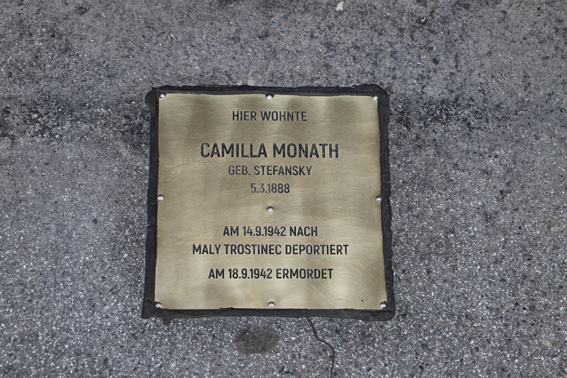 HIER WOHNTE
CAMILLA MONATH
GEB. STEFANSKY
5.3.1888
AM 14.9.1942 NACH
MALY TROSTINEC DEPORTIERT
AM 18.9.1942 ERMORDET